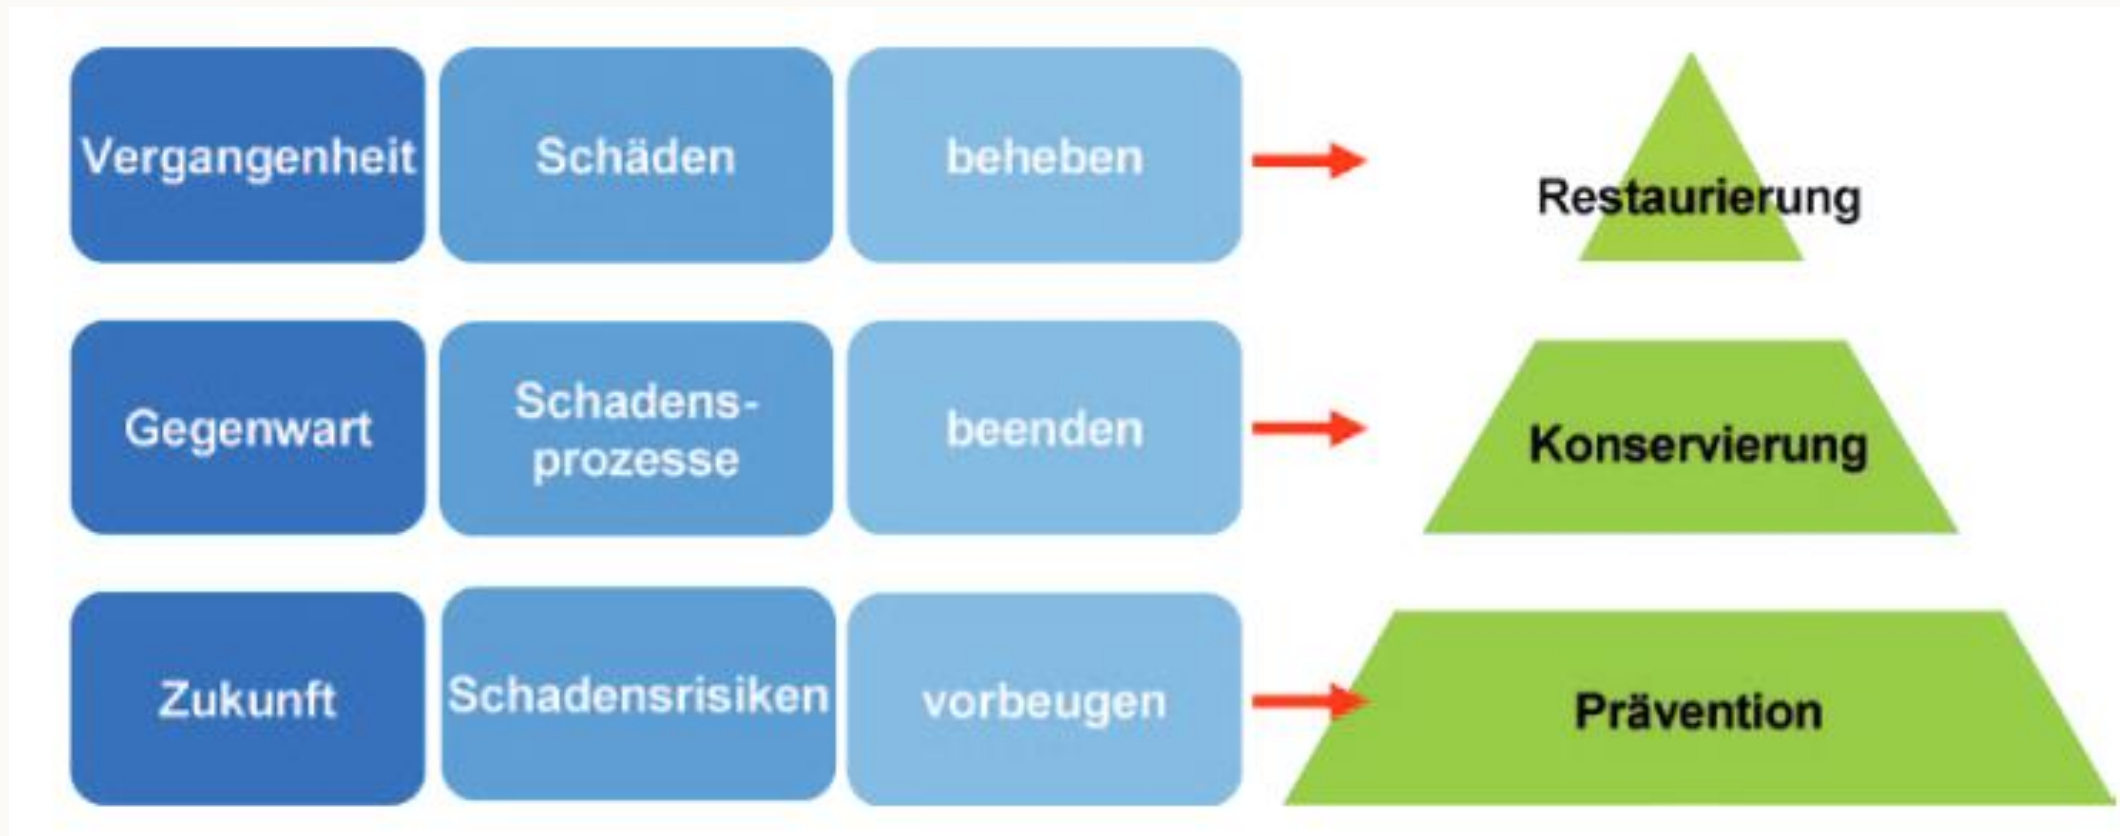 Vergangenheit
Schäden
beheben
Restaurierung
Gegenwart
Schadens-
prozesse
beenden
Konservierung
Zukunft
Schadensrisiken
vorbeugen
Prävention